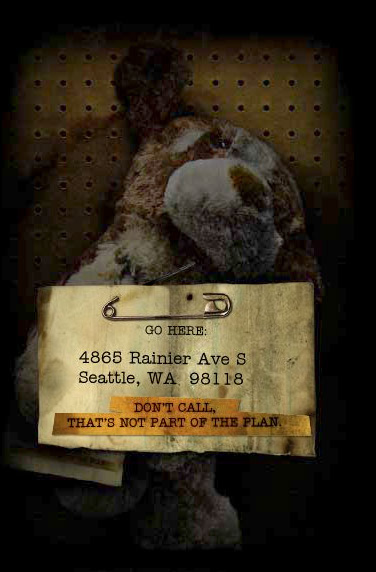 GO HERE:
4865 Rainier Ave S
Seattle, WA 98118
DON'T CALL,
THAT'S NOT PART OF THE PLAN.